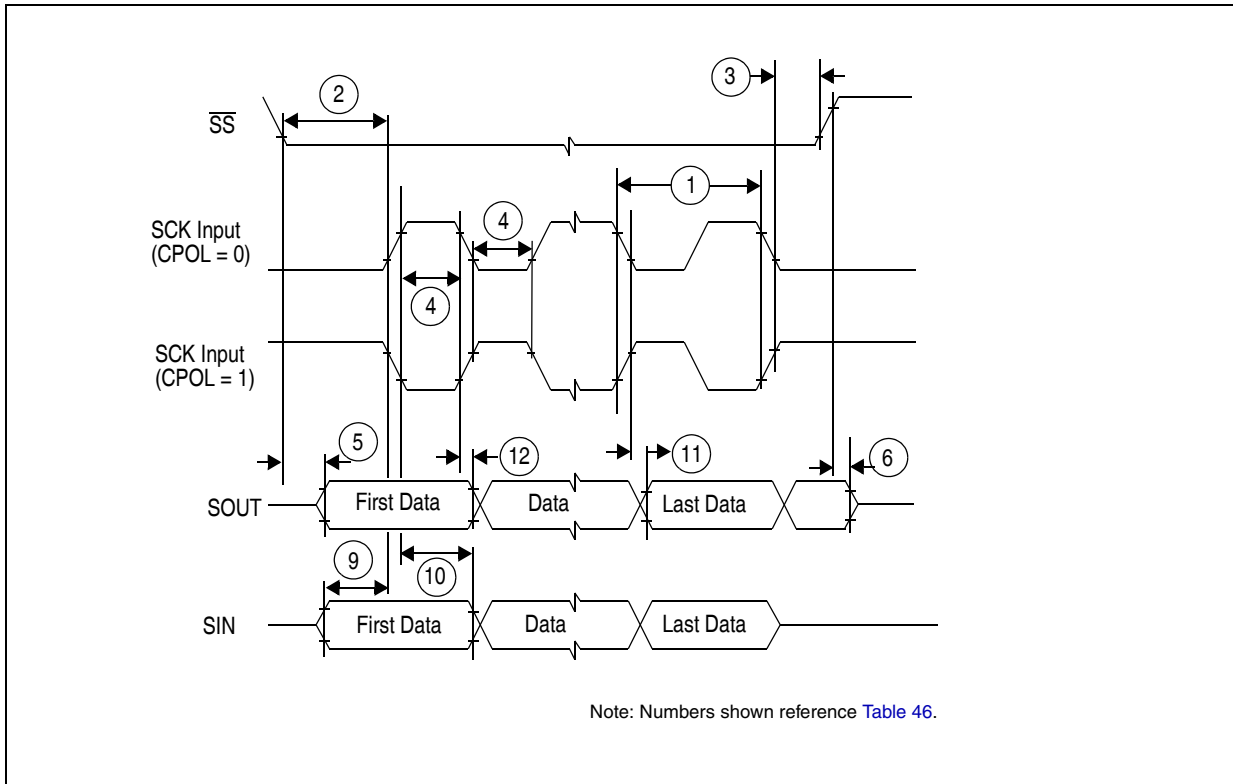 3
2
SS
1
4
SCK Input
(CPOL = 0)
4
SCK Input
(CPOL = 1)
5
12
11
6
SOUT
First Data
Data
Last Data
9
10
SIN
First Data
Data
Last Data
Note: Numbers shown reference Table 46.